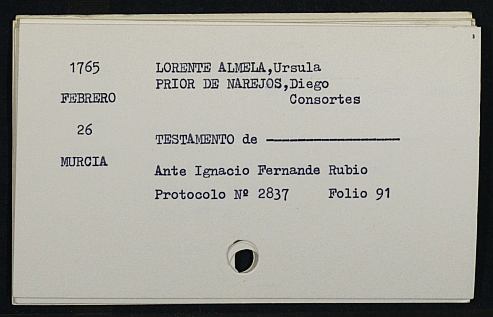 1765 LORENTE ALMELA,Ursula
PRIOR DE NAREJOS,Diego
FEBRERO Consortes
26
TESTAMENTO de ------------------
MURCIA
Ante Ignacio Fernande Rubio
Protocolo Nº 2837 Folio 91